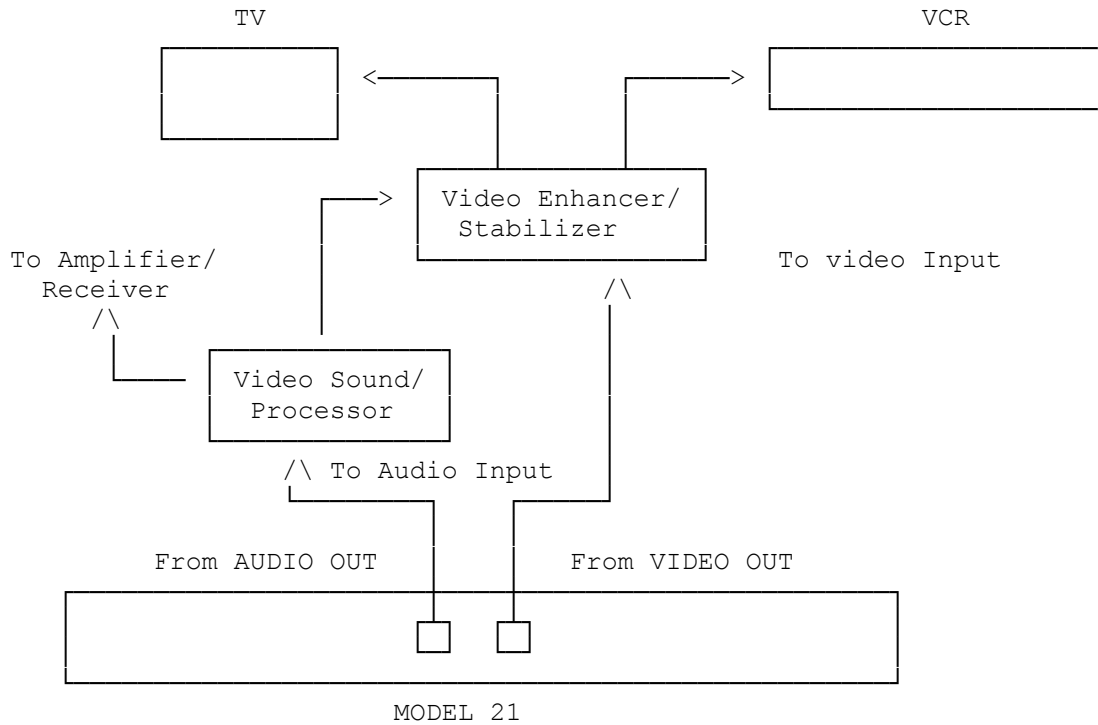 TV
VCR
Video Enhancer/
Stabilizer
To Amplifier/
Receiver
To video Input
Video Sound/
Processor
To Audio Input
From AUDIO OUT
From VIDEO OUT
MODEL 21